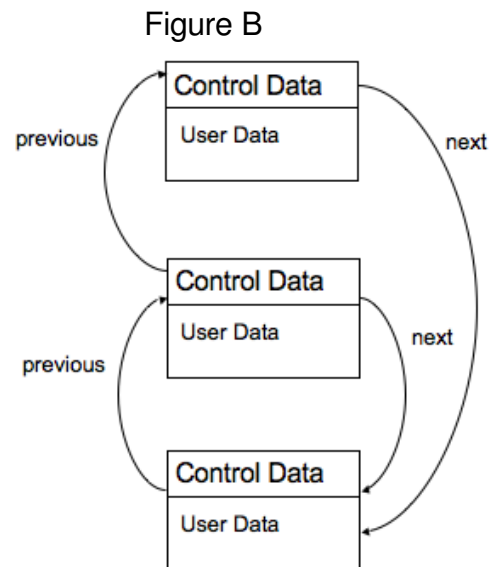 Figure B
Control Data
User Data
previous
next
Control Data
User Data
previous
next
Control Data
User Data